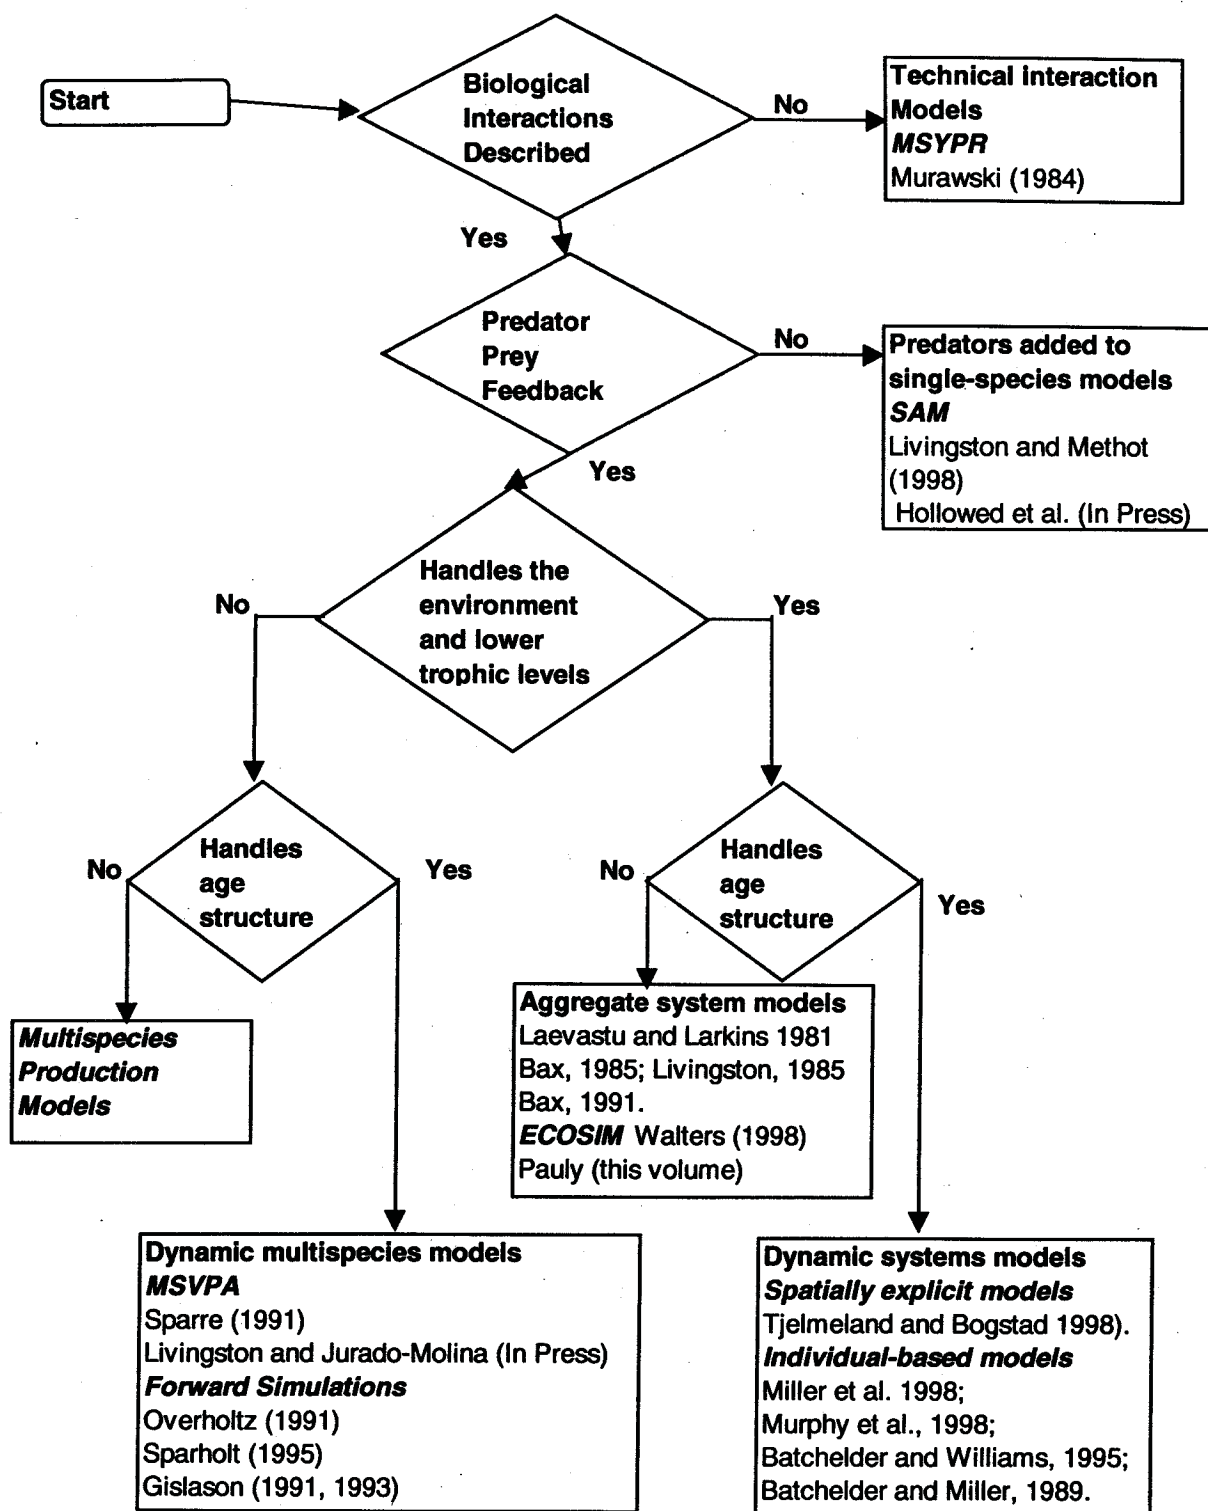 Start
Biological
Interactions
Described
No
Technical Interaction
Models
MSYPR
Murawski (1984)
Yes
Predator
Prey
Feedback
No
Predators added to
single-species models
SAM
Livingston and Methot
(1998)
Hollowed et al. (In Press)
Yes
Handles the
environment
and lower
trophic levels
No
Yes
Handles
age
structure
No
Yes
Handles
age
structure
No
Yes
Multispecies
Production
Models
Aggregate system models
Laevastu and Larkins 1981
Bax, 1985; Livingston, 1985
Bax, 1991.
ECOSIM Walters (1998)
Pauly (this volume)
Dynamic multispecies models
MSVPA
Sparre (1991)
Livingston and Jurado-Molina (In Press)
Forward Simulations
Overholtz (1991)
Sparholt (1995)
Gislason (1991, 1993)
Dynamic systems models
Spatially explicit models
Tjelmeland and Bogstad 1998).
Individual-based models
Miller et al. 1998;
Murphy et al., 1998;
Batchelder and Williams, 1995;
Batchelder and Miller, 1989.